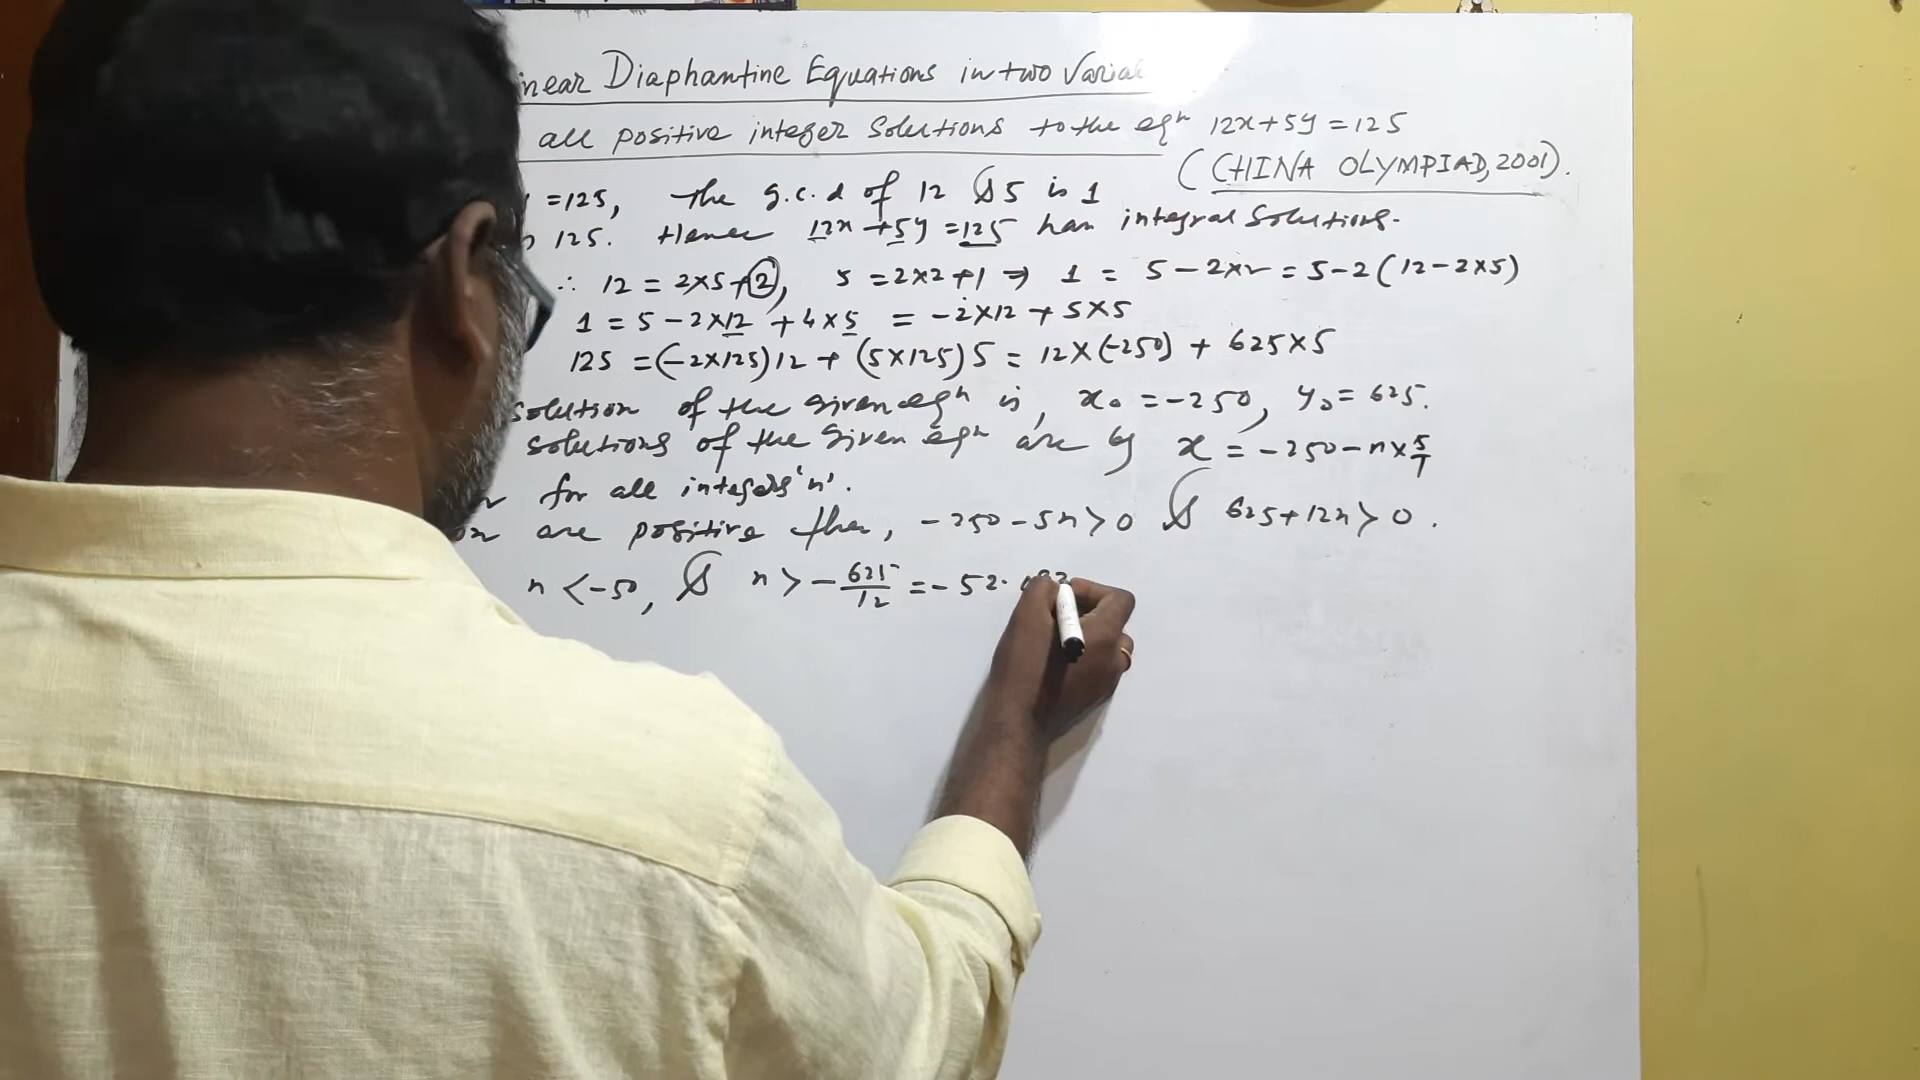 near Diaphantine Equations in two Varia
all positive integer solutions to the eqⁿ 12x+5y=125
(CHINA OLYMPIAD, 2001).
=125, the g.c.d of 12 & 5 is 1
125. Hence 12x+5y=125 has integral solutions.
∴ 12 = 2×5+2, 5 = 2×2+1 ⇒ 1 = 5-2×2 = 5-2(12-2×5)
1 = 5-2×12 + 4×5 = -2×12 + 5×5
125 = (-2×125)12 + (5×125)5 = 12×(-250) + 625×5
solution of the given eqⁿ is, x₀ = -250, y₀ = 625.
solutions of the given eqⁿ are by x = -250-n×5/1
for all integers 'n'.
are positive then, -250-5n>0 & 625+12n>0.
n<-50, & n>-625/12 = -52.